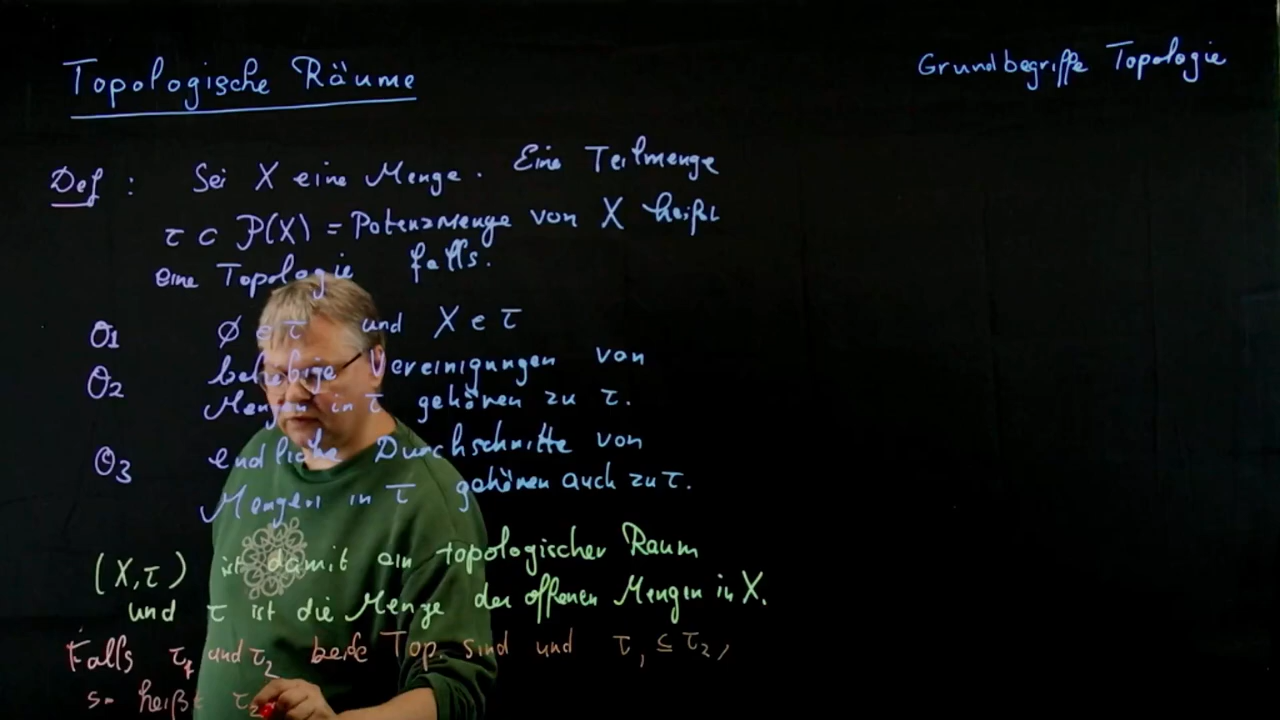 Topologische Räume
Grundbegriffe Topologie
Def : Sei X eine Menge. Eine Teilmenge
τ ⊂ P(X) = Potenzmenge von X heißt
eine Topologie falls.
O1 ∅ ∈ τ und X ∈ τ
O2 beliebige Vereinigungen von
Mengen in τ gehören zu τ.
O3 endliche Durchschnitte von
Mengen in τ gehören auch zu τ.
(X,τ) ist damit ein topologischer Raum
und τ ist die Menge der offenen Mengen in X.
Falls τ₁ und τ₂ beide Top. sind und τ₁ ⊆ τ₂,
so heißt τ₂